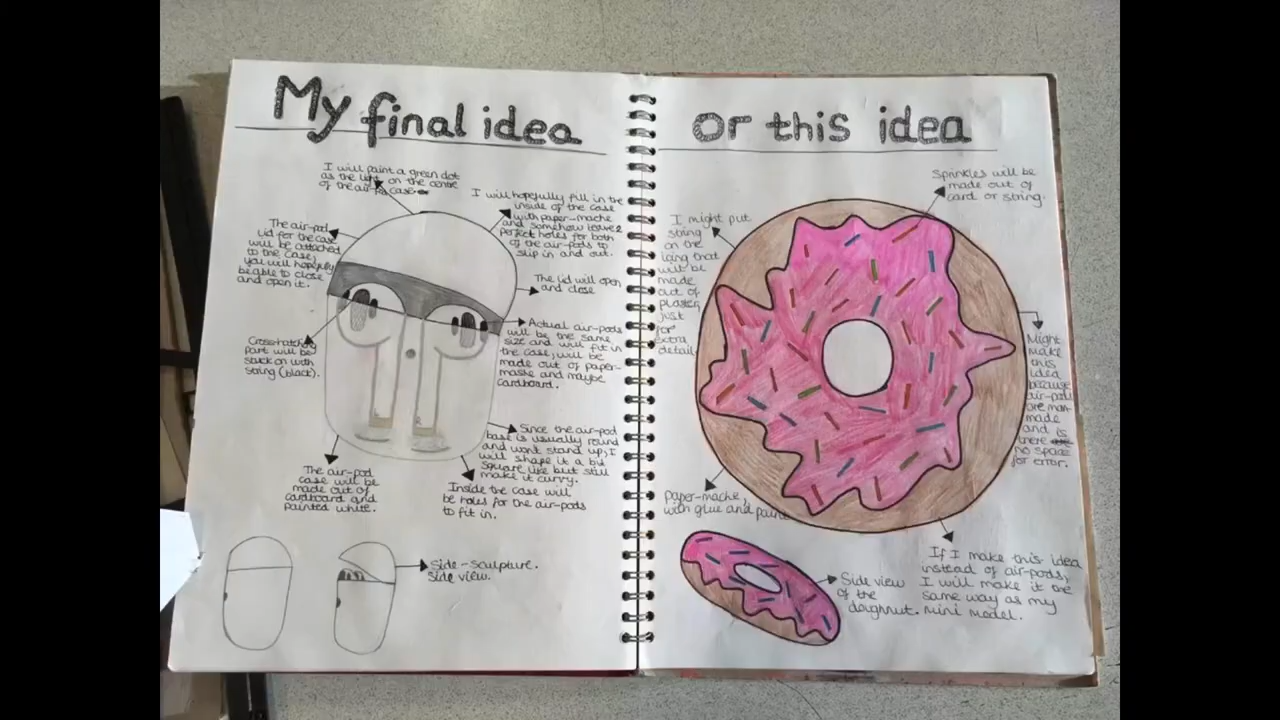 My final idea
I will paint a green dot
as the light on the centre
of the air-pods case.
I will hopefully fill in the
inside of the case
with paper-mache
and somehow leave 2
perfect holes for both
of the air-pods to
slip in and out.
The air-pod
lid for the case
will be attached
to the case,
you will hopefully
be able to close
and open it.
The lid will open
and close
Actual air-pods
will be the same
size and will fit in
the case, will be
made out of paper-
mashe and maybe
cardboard.
Cross-hatching
part will be
stuck on with
string (black).
Since the air-pod
base is usually round
and wont stand up, I
will shape it a bit
square like but still
make it curvy.
The air-pod
case will be
made out of
cardboard and
painted white.
Inside the case will
be holes for the air-pods
to fit in.
Side-sculpture.
side view.
or this idea
Sprinkles will be
made out of
card or string.
I might put
string
on the
icing that
will be
made
out of
plaster,
just
for
extra
detail.
Might
make
this
idea
because
air-pods
are man-
made
and is
there
no space
for error.
Paper-mache,
with glue and paint
Side view
of the
doughnut.
If I make this idea
instead of air-pods,
I will make it the
same way as my
mini model.